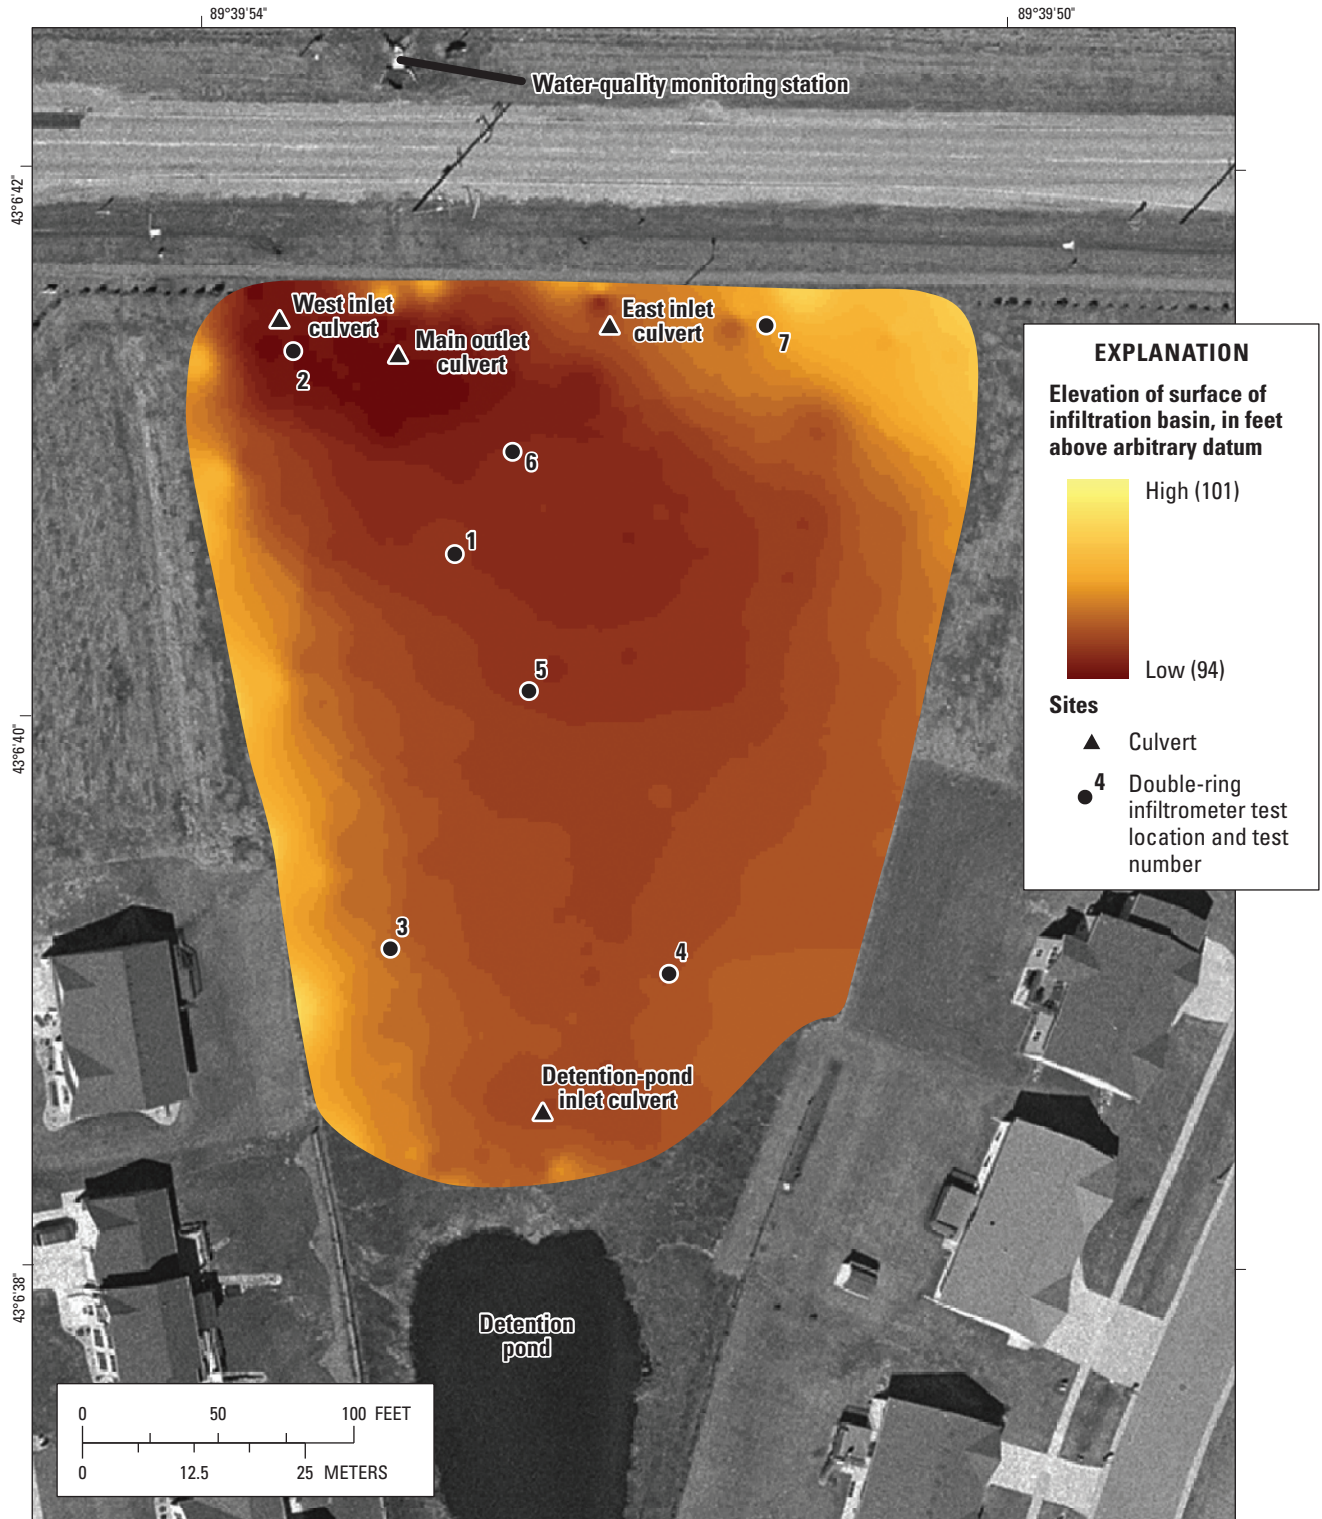 89°39'54"
89°39'50"
Water-quality monitoring station
43°6'42"
West inlet
culvert
East inlet
culvert
Main outlet
culvert
7
2
6
1
5
3
4
43°6'40"
EXPLANATION
Elevation of surface of
infiltration basin, in feet
above arbitrary datum
High (101)
Low (94)
Sites
Culvert
4
Double-ring
infiltrometer test
location and test
number
Detention-pond
inlet culvert
43°6'38"
Detention
pond
0 50 100 FEET
0 12.5 25 METERS